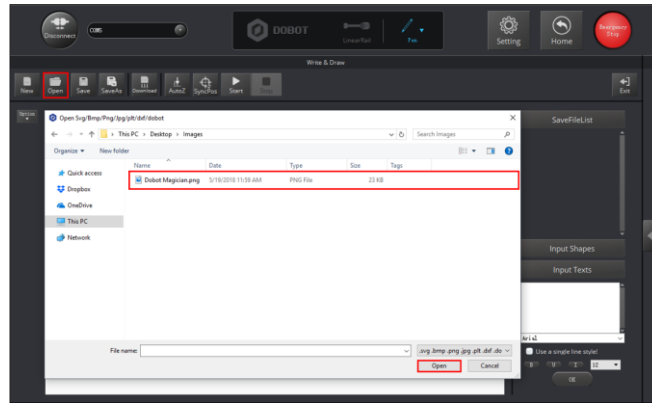 Disconnect
COM5
DOBOT
LinearRail
Pen
Setting
Home
Emergency
Stop
Write & Draw
New
Open
Save
SaveAs
Download
AutoZ
SyncPos
Start
Stop
Exit
Option
Open Svg/Bmp/Png/Jpg/plt/dxf/dobot
SaveFileList
This PC > Desktop > Images
Search Images
Organize
New folder
Name Date Type Size Tags
Dobot Magician.png 5/19/2018 11:38 AM PNG File 23 KB
Quick access
Dropbox
OneDrive
This PC
Network
Input Shapes
Input Texts
File name:
.svg .bmp .png .jpg .plt .dxf .do
Open
Cancel
Arial
Use a single line style!
B U I 12
OK